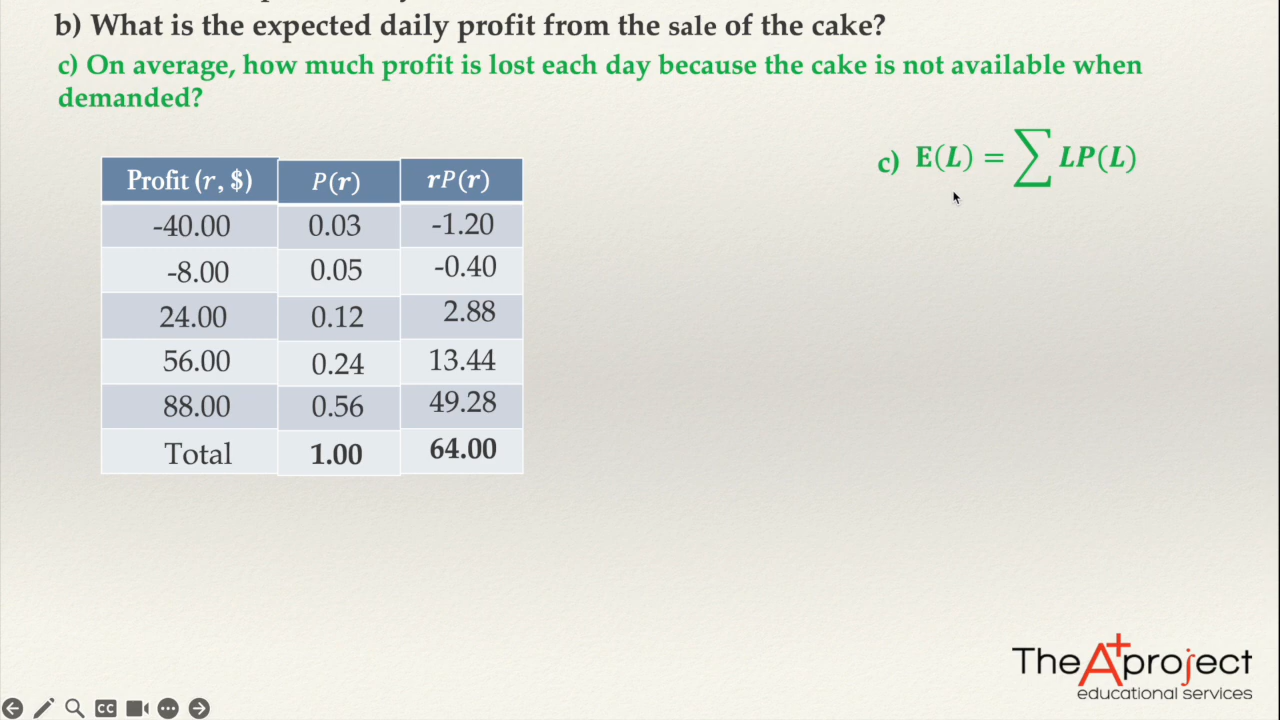 b) What is the expected daily profit from the sale of the cake?
c) On average, how much profit is lost each day because the cake is not available when
demanded?
c) E(L) = ∑ LP(L)
Profit (r, $) P(r) rP(r)
-40.00 0.03 -1.20
-8.00 0.05 -0.40
24.00 0.12 2.88
56.00 0.24 13.44
88.00 0.56 49.28
Total 1.00 64.00
The A+ project
educational services
CC